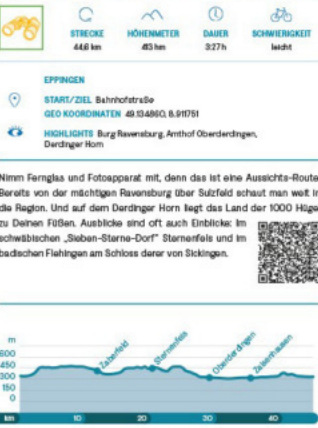 STRECKE HÖHENMETER DAUER SCHWIERIGKEIT
44,6 km 413 hm 3:27 h leicht
EPPINGEN
START/ZIEL Bahnhofstraße
GEO KOORDINATEN 49.134860, 8.911751
HIGHLIGHTS Burg Ravensburg, Amthof Oberderdingen,
Derdinger Horn
Nimm Fernglas und Fotoapparat mit, denn das ist eine Aussichts-Route
Bereits von der mächtigen Ravensburg über Sulzfeld schaut man weit in
die Region. Und auf dem Derdinger Horn liegt das Land der 1000 Hüge
zu Deinen Füßen. Ausblicke sind oft auch Einblicke: im
schwäbischen „Sieben-Sterne-Dorf“ Sternenfels und im
badischen Flehingen am Schloss derer von Sickingen.
m
600
450
300
150
0
Zaberfeld Sternenfels Oberderdingen Zaisenhausen
km 10 20 30 40